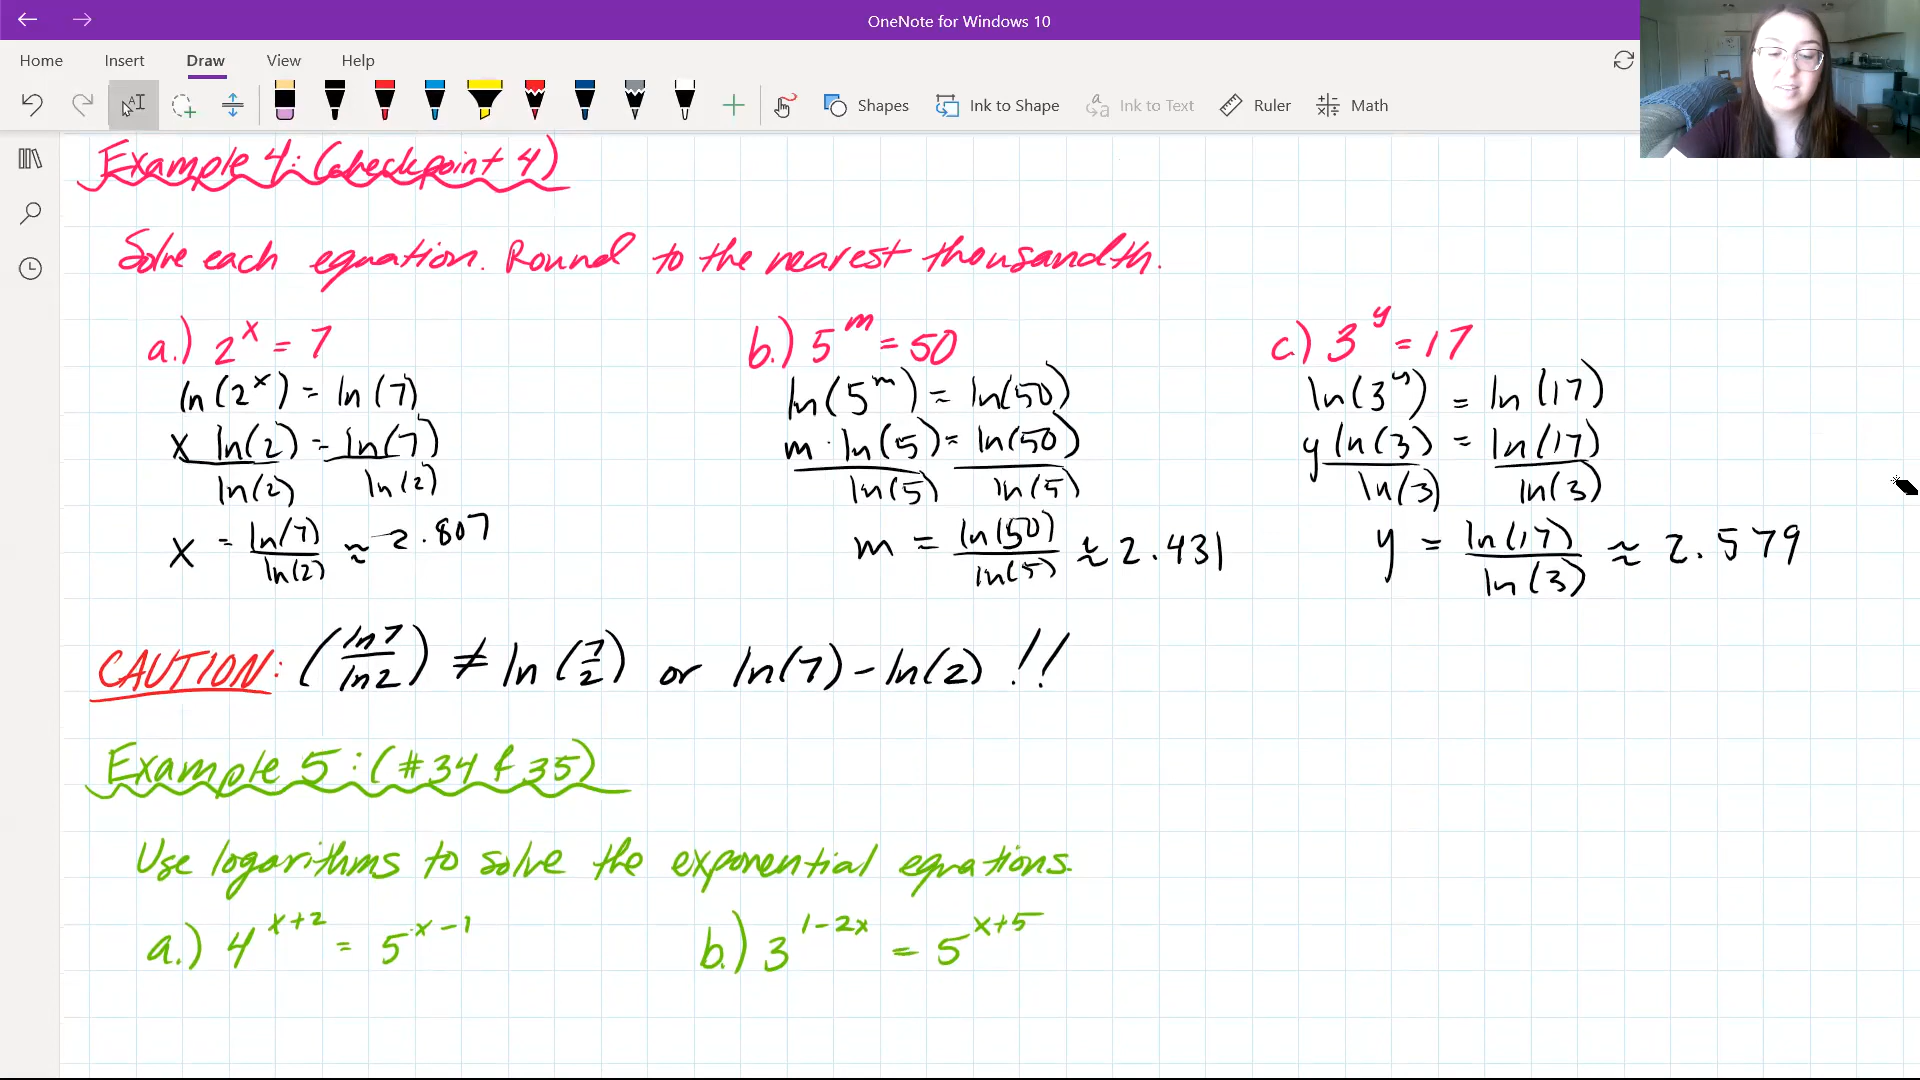 OneNote for Windows 10
Home Insert Draw View Help
Shapes Ink to Shape Ink to Text Ruler Math
Example 4: (Checkpoint 4)
Solve each equation. Round to the nearest thousandth.
a.) 2^x = 7
ln(2^x) = ln(7)
x ln(2) = ln(7)
ln(2) ln(2)
x = ln(7)/ln(2) ≈ 2.807
b.) 5^m = 50
ln(5^m) = ln(50)
m · ln(5) = ln(50)
ln(5) ln(5)
m = ln(50)/ln(5) ≈ 2.431
c.) 3^y = 17
ln(3^y) = ln(17)
y ln(3) = ln(17)
ln(3) ln(3)
y = ln(17)/ln(3) ≈ 2.579
CAUTION: (ln7/ln2) ≠ ln(7/2) or ln(7) - ln(2) !!
Example 5: (#34 & 35)
Use logarithms to solve the exponential equations.
a.) 4^(x+2) = 5^(x-1)
b.) 3^(1-2x) = 5^(x+5)